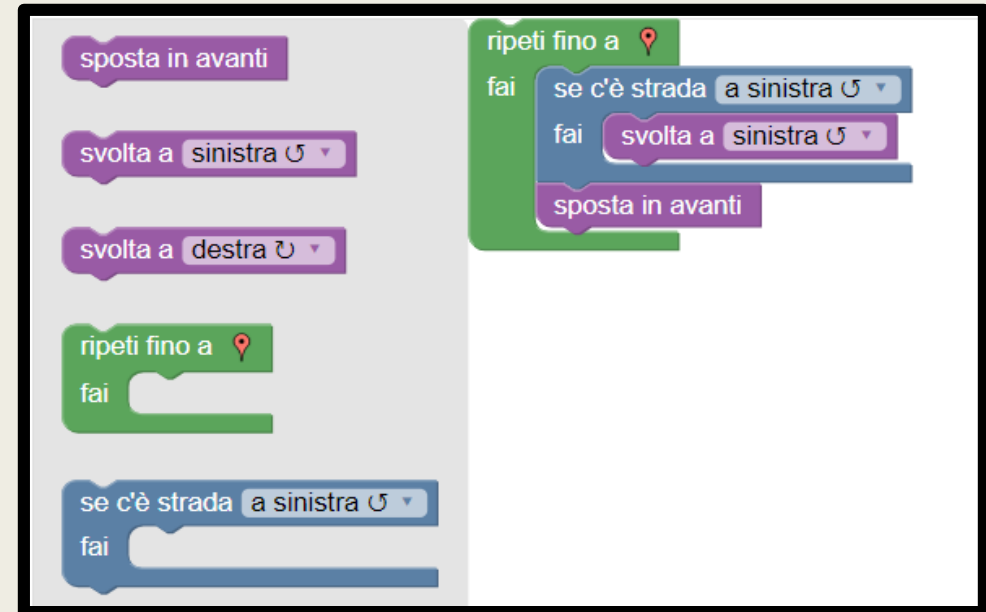 sposta in avanti
svolta a sinistra ↺ ▼
svolta a destra ↻ ▼
ripeti fino a
fai
se c'è strada a sinistra ↺ ▼
fai
ripeti fino a
fai se c'è strada a sinistra ↺ ▼
fai svolta a sinistra ↺ ▼
sposta in avanti